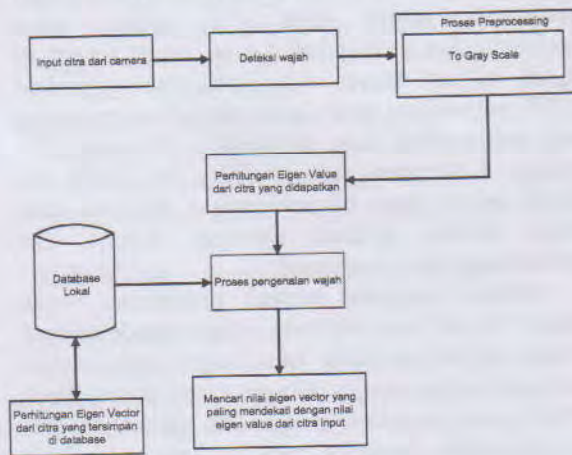 Input citra dari camera
Deteksi wajah
Proses Preprocessing
To Gray Scale
Perhitungan Eigen Value
dari citra yang didapatkan
Database
Lokal
Proses pengenalan wajah
Perhitungan Eigen Vector
dari citra yang tersimpan
di database
Mencari nilai eigen vector yang
paling mendekati dengan nilai
eigen value dari citra input